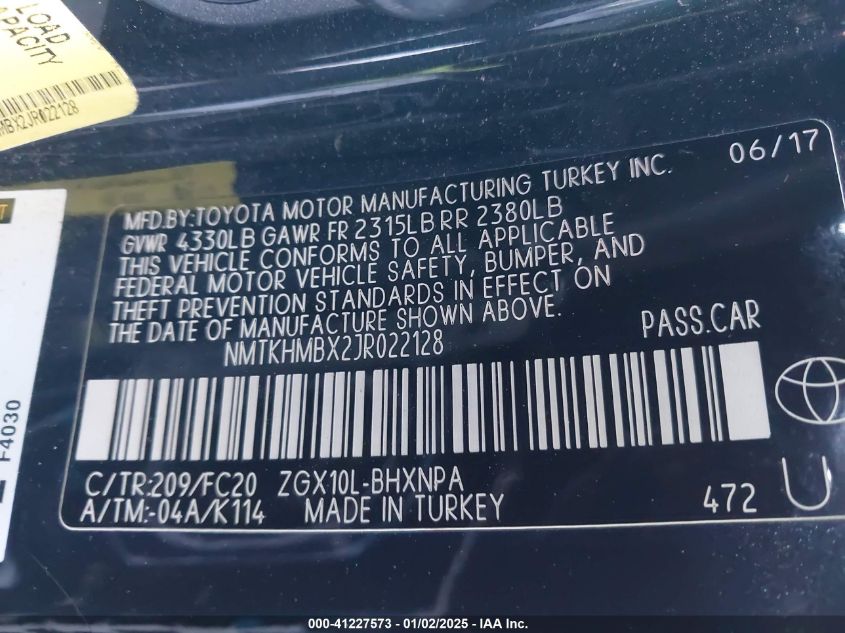 LOAD
CAPACITY
MBX2JR022128
06/17
MFD.BY:TOYOTA MOTOR MANUFACTURING TURKEY INC.
GVWR 4330LB GAWR FR 2315LB RR 2380LB
THIS VEHICLE CONFORMS TO ALL APPLICABLE
FEDERAL MOTOR VEHICLE SAFETY, BUMPER, AND
THEFT PREVENTION STANDARDS IN EFFECT ON
THE DATE OF MANUFACTURE SHOWN ABOVE.
NMTKHMBX2JR022128
PASS.CAR
F4030
C/TR:209/FC20 ZGX10L-BHXNPA
A/TM:-04A/K114 MADE IN TURKEY
472 U
000-41227573 - 01/02/2025 - IAA Inc.